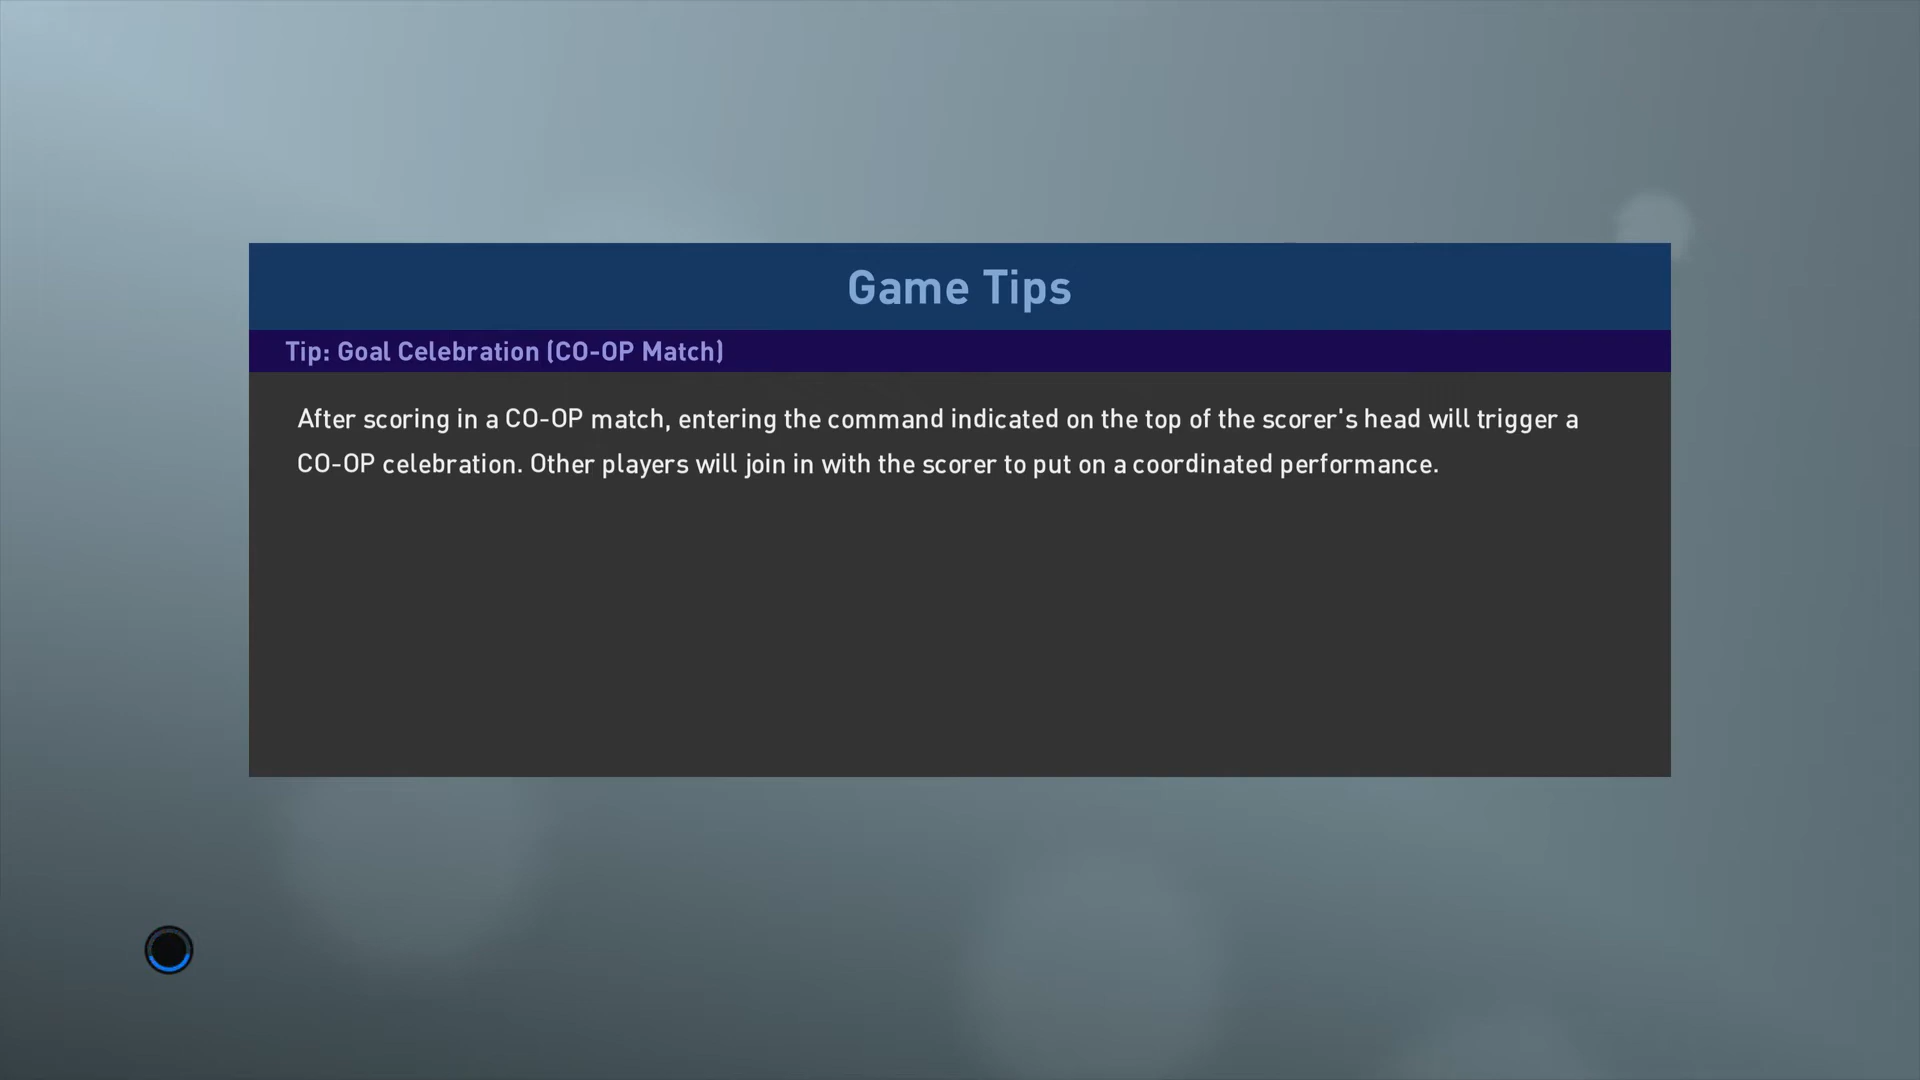 Game Tips
Tip: Goal Celebration (CO-OP Match)
After scoring in a CO-OP match, entering the command indicated on the top of the scorer's head will trigger a
CO-OP celebration. Other players will join in with the scorer to put on a coordinated performance.